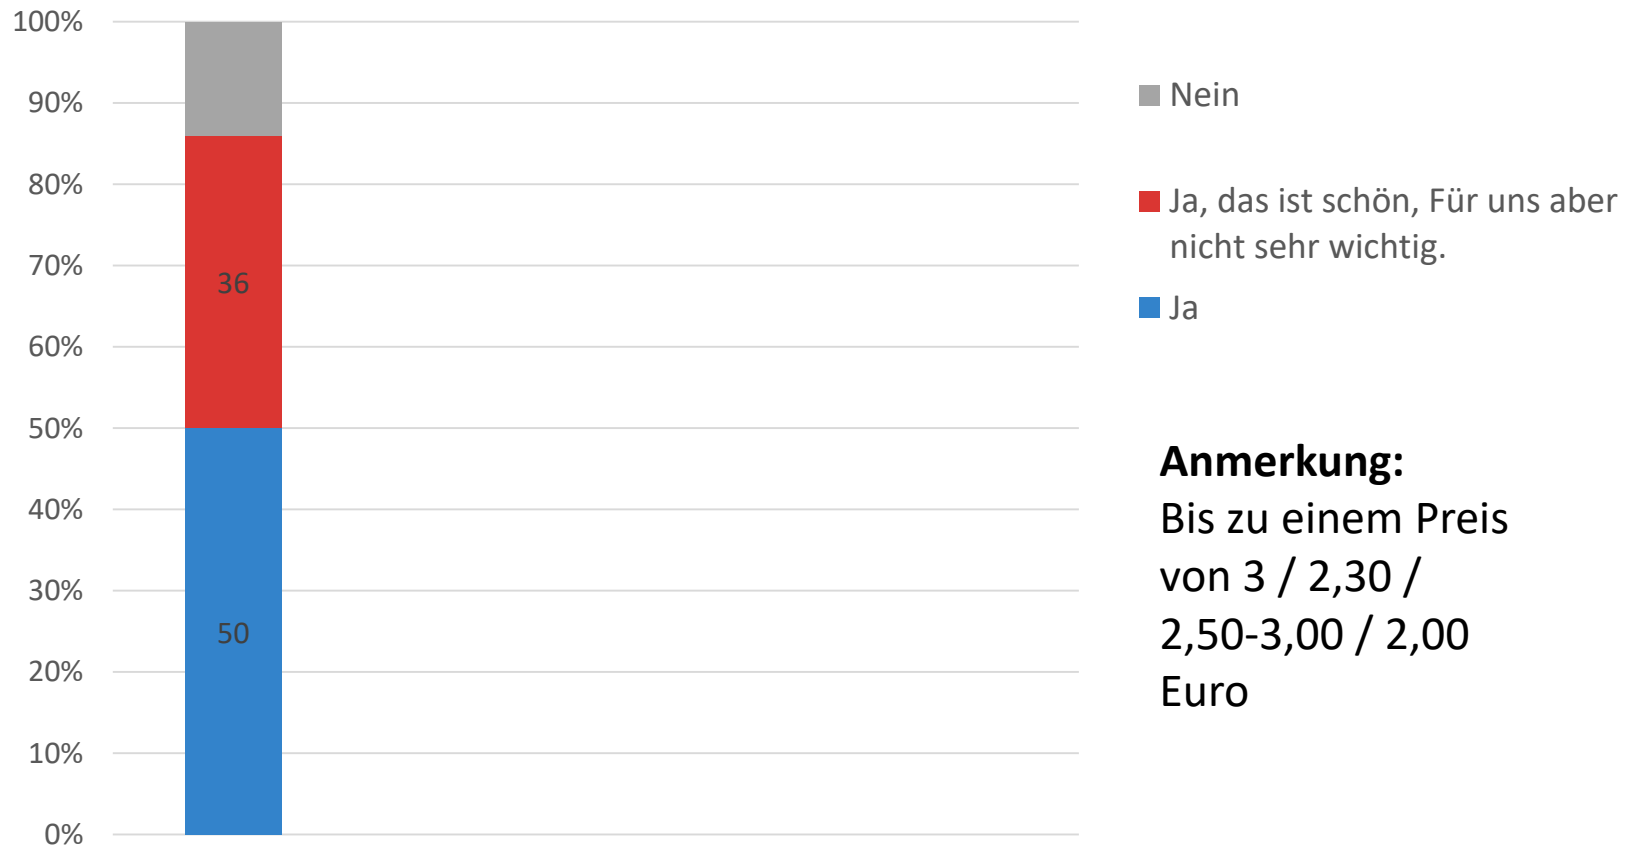 100%
90%
80%
70%
60%
50%
40%
30%
20%
10%
0%
36
50
Nein
Ja, das ist schön, Für uns aber
nicht sehr wichtig.
Ja
Anmerkung:
Bis zu einem Preis
von 3 / 2,30 /
2,50-3,00 / 2,00
Euro